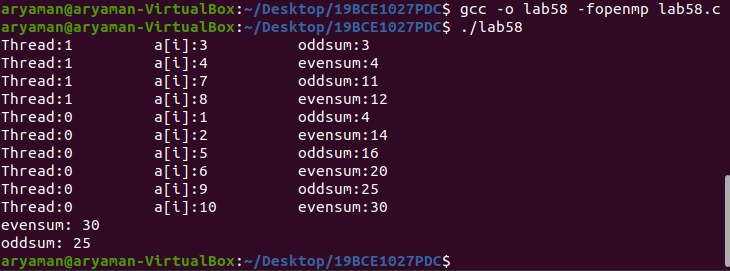 aryaman@aryaman-VirtualBox:~/Desktop/19BCE1027PDC$ gcc -o lab58 -fopenmp lab58.c
aryaman@aryaman-VirtualBox:~/Desktop/19BCE1027PDC$ ./lab58
Thread:1 a[i]:3 oddsum:3
Thread:1 a[i]:4 evensum:4
Thread:1 a[i]:7 oddsum:11
Thread:1 a[i]:8 evensum:12
Thread:0 a[i]:1 oddsum:4
Thread:0 a[i]:2 evensum:14
Thread:0 a[i]:5 oddsum:16
Thread:0 a[i]:6 evensum:20
Thread:0 a[i]:9 oddsum:25
Thread:0 a[i]:10 evensum:30
evensum: 30
oddsum: 25
aryaman@aryaman-VirtualBox:~/Desktop/19BCE1027PDC$